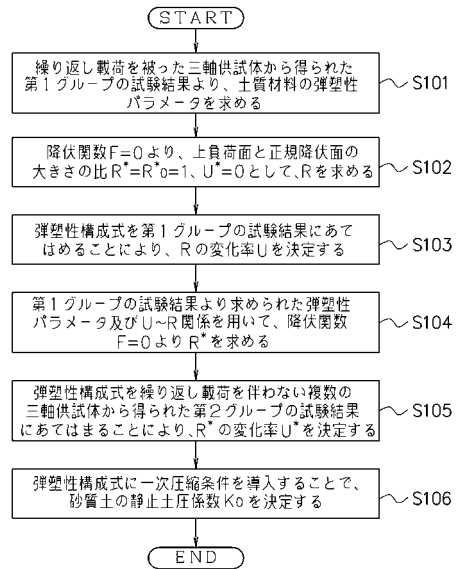 START
繰り返し載荷を被った三軸供試体から得られた
第1グループの試験結果より、土質材料の弾塑性
パラメータを求める
S101
降伏関数F=0より、上負荷面と正規降伏面の
大きさの比R*=R*₀=1、U*=0として、Rを求める
S102
弾塑性構成式を第1グループの試験結果にあて
はめることにより、Rの変化率Uを決定する
S103
第1グループの試験結果より求められた弾塑性
パラメータ及びU~R関係を用いて、降伏関数
F=0よりR*を求める
S104
弾塑性構成式を繰り返し載荷を伴わない複数の
三軸供試体から得られた第2グループの試験結果
にあてはまることにより、R*の変化率U*を決定する
S105
弾塑性構成式に一次圧縮条件を導入することで、
砂質土の静止土圧係数K₀を決定する
S106
END